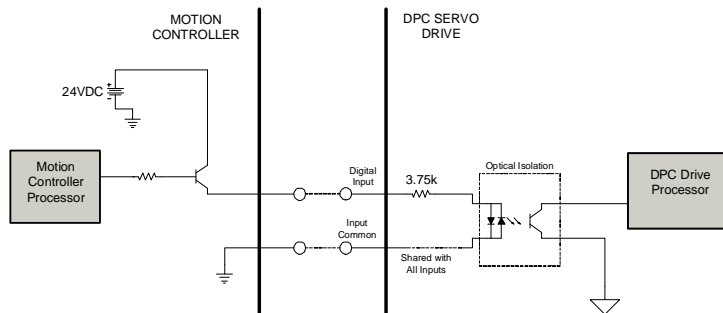 MOTION
CONTROLLER
DPC SERVO
DRIVE
24VDC
+
-
Motion
Controller
Processor
Digital
Input
3.75k
Optical Isolation
DPC Drive
Processor
Input
Common
Shared with
All Inputs